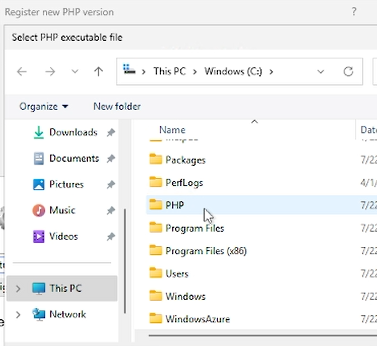 Register new PHP version ?
Select PHP executable file
This PC Windows (C:)
Organize New folder
Name Date
Downloads
Documents
Pictures
Music
Videos
This PC
Network
Packages 7/22
PerfLogs 4/1/
PHP 7/22
Program Files 7/22
Program Files (x86) 7/22
Users 7/22
Windows 7/22
WindowsAzure 7/22